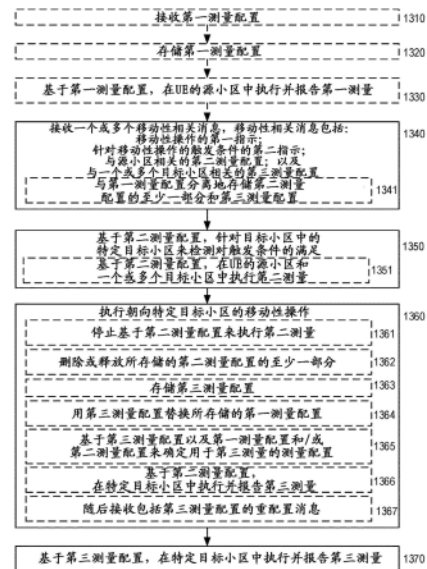 接收第一测量配置
1310
存储第一测量配置
1320
基于第一测量配置，在UE的源小区中执行并报告第一测量
1330
接收一个或多个移动性相关消息，移动性相关消息包括：
移动性操作的第一指示；
针对移动性操作的触发条件的第二指示；
与源小区相关的第二测量配置；以及
与一个或多个目标小区相关的第三测量配置
1340
与第一测量配置分离地存储第二测量
配置的至少一部分和第三测量配置
1341
基于第二测量配置，针对目标小区中的
特定目标小区来检测对触发条件的满足
1350
基于第二测量配置，在UE的源小区和
一个或多个目标小区中执行第二测量
1351
执行朝向特定目标小区的移动性操作
1360
停止基于第二测量配置来执行第二测量
1361
删除或释放所存储的第二测量配置的至少一部分
1362
存储第三测量配置
1363
用第三测量配置替换所存储的第一测量配置
1364
基于第三测量配置以及第一测量配置和/或
第二测量配置来确定用于第三测量的测量配置
1365
基于第二测量配置，
在特定目标小区中执行并报告第三测量
1366
随后接收包括第三测量配置的重配置消息
1367
基于第三测量配置，在特定目标小区中执行并报告第三测量
1370